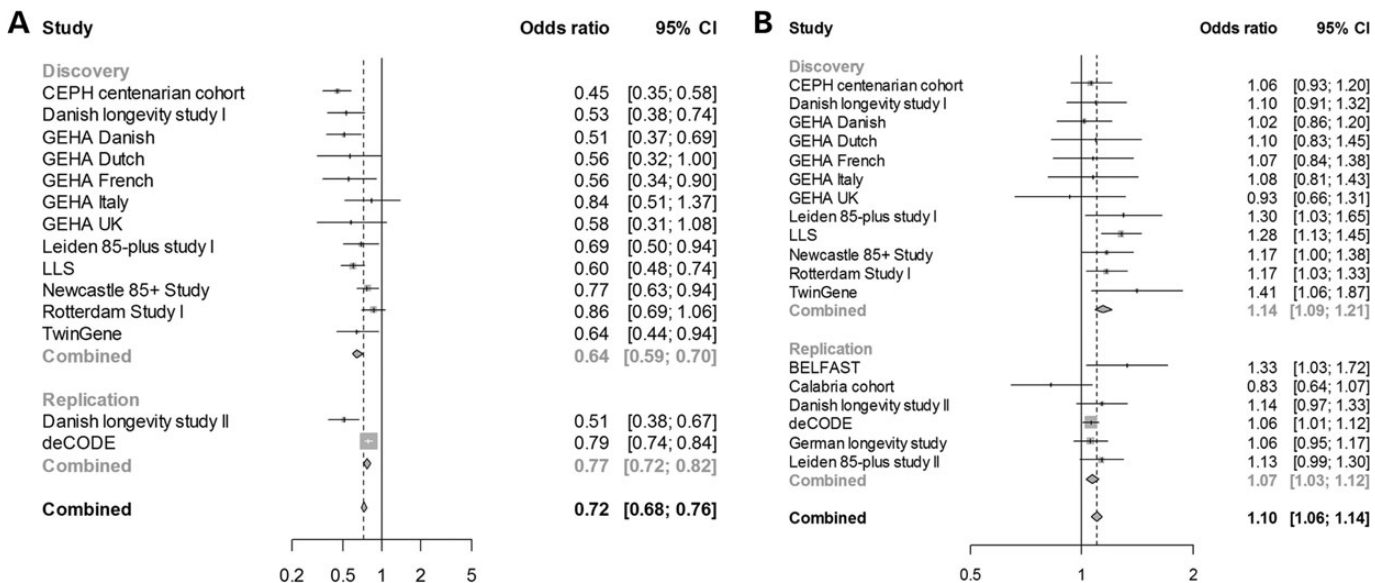 A Study Odds ratio 95% CI
Discovery
CEPH centenarian cohort 0.45 [0.35; 0.58]
Danish longevity study I 0.53 [0.38; 0.74]
GEHA Danish 0.51 [0.37; 0.69]
GEHA Dutch 0.56 [0.32; 1.00]
GEHA French 0.56 [0.34; 0.90]
GEHA Italy 0.84 [0.51; 1.37]
GEHA UK 0.58 [0.31; 1.08]
Leiden 85-plus study I 0.69 [0.50; 0.94]
LLS 0.60 [0.48; 0.74]
Newcastle 85+ Study 0.77 [0.63; 0.94]
Rotterdam Study I 0.86 [0.69; 1.06]
TwinGene 0.64 [0.44; 0.94]
Combined 0.64 [0.59; 0.70]
Replication
Danish longevity study II 0.51 [0.38; 0.67]
deCODE 0.79 [0.74; 0.84]
Combined 0.77 [0.72; 0.82]
Combined 0.72 [0.68; 0.76]
0.2 0.5 1 2 5
B Study Odds ratio 95% CI
Discovery
CEPH centenarian cohort 1.06 [0.93; 1.20]
Danish longevity study I 1.10 [0.91; 1.32]
GEHA Danish 1.02 [0.86; 1.20]
GEHA Dutch 1.10 [0.83; 1.45]
GEHA French 1.07 [0.84; 1.38]
GEHA Italy 1.08 [0.81; 1.43]
GEHA UK 0.93 [0.66; 1.31]
Leiden 85-plus study I 1.30 [1.03; 1.65]
LLS 1.28 [1.13; 1.45]
Newcastle 85+ Study 1.17 [1.00; 1.38]
Rotterdam Study I 1.17 [1.03; 1.33]
TwinGene 1.41 [1.06; 1.87]
Combined 1.14 [1.09; 1.21]
Replication
BELFAST 1.33 [1.03; 1.72]
Calabria cohort 0.83 [0.64; 1.07]
Danish longevity study II 1.14 [0.97; 1.33]
deCODE 1.06 [1.01; 1.12]
German longevity study 1.06 [0.95; 1.17]
Leiden 85-plus study II 1.13 [0.99; 1.30]
Combined 1.07 [1.03; 1.12]
Combined 1.10 [1.06; 1.14]
0.5 1 2